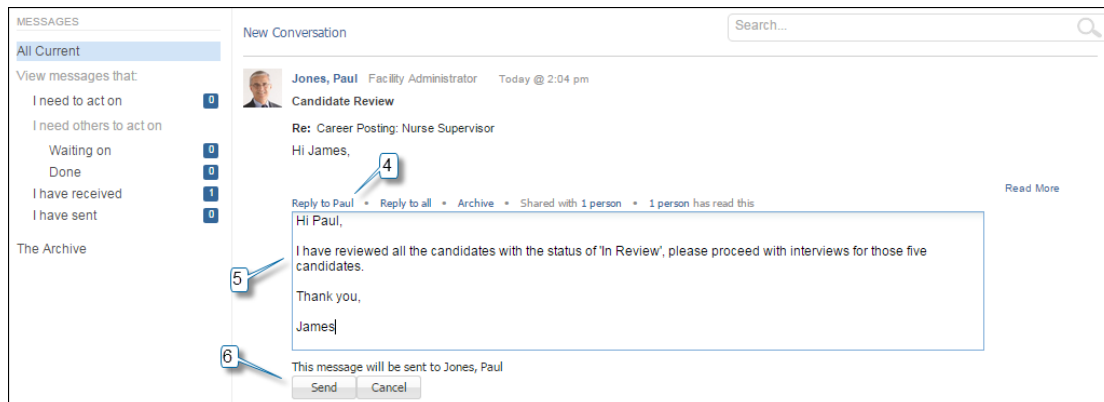 MESSAGES
All Current
View messages that:
I need to act on 0
I need others to act on
Waiting on 0
Done 0
I have received 1
I have sent 0
The Archive
New Conversation
Search...
Jones, Paul Facility Administrator Today @ 2:04 pm
Candidate Review
Re: Career Posting: Nurse Supervisor
Hi James,
4
Read More
Reply to Paul • Reply to all • Archive • Shared with 1 person • 1 person has read this
Hi Paul,
I have reviewed all the candidates with the status of 'In Review', please proceed with interviews for those five
candidates.
5
Thank you,
James
6
This message will be sent to Jones, Paul
Send Cancel